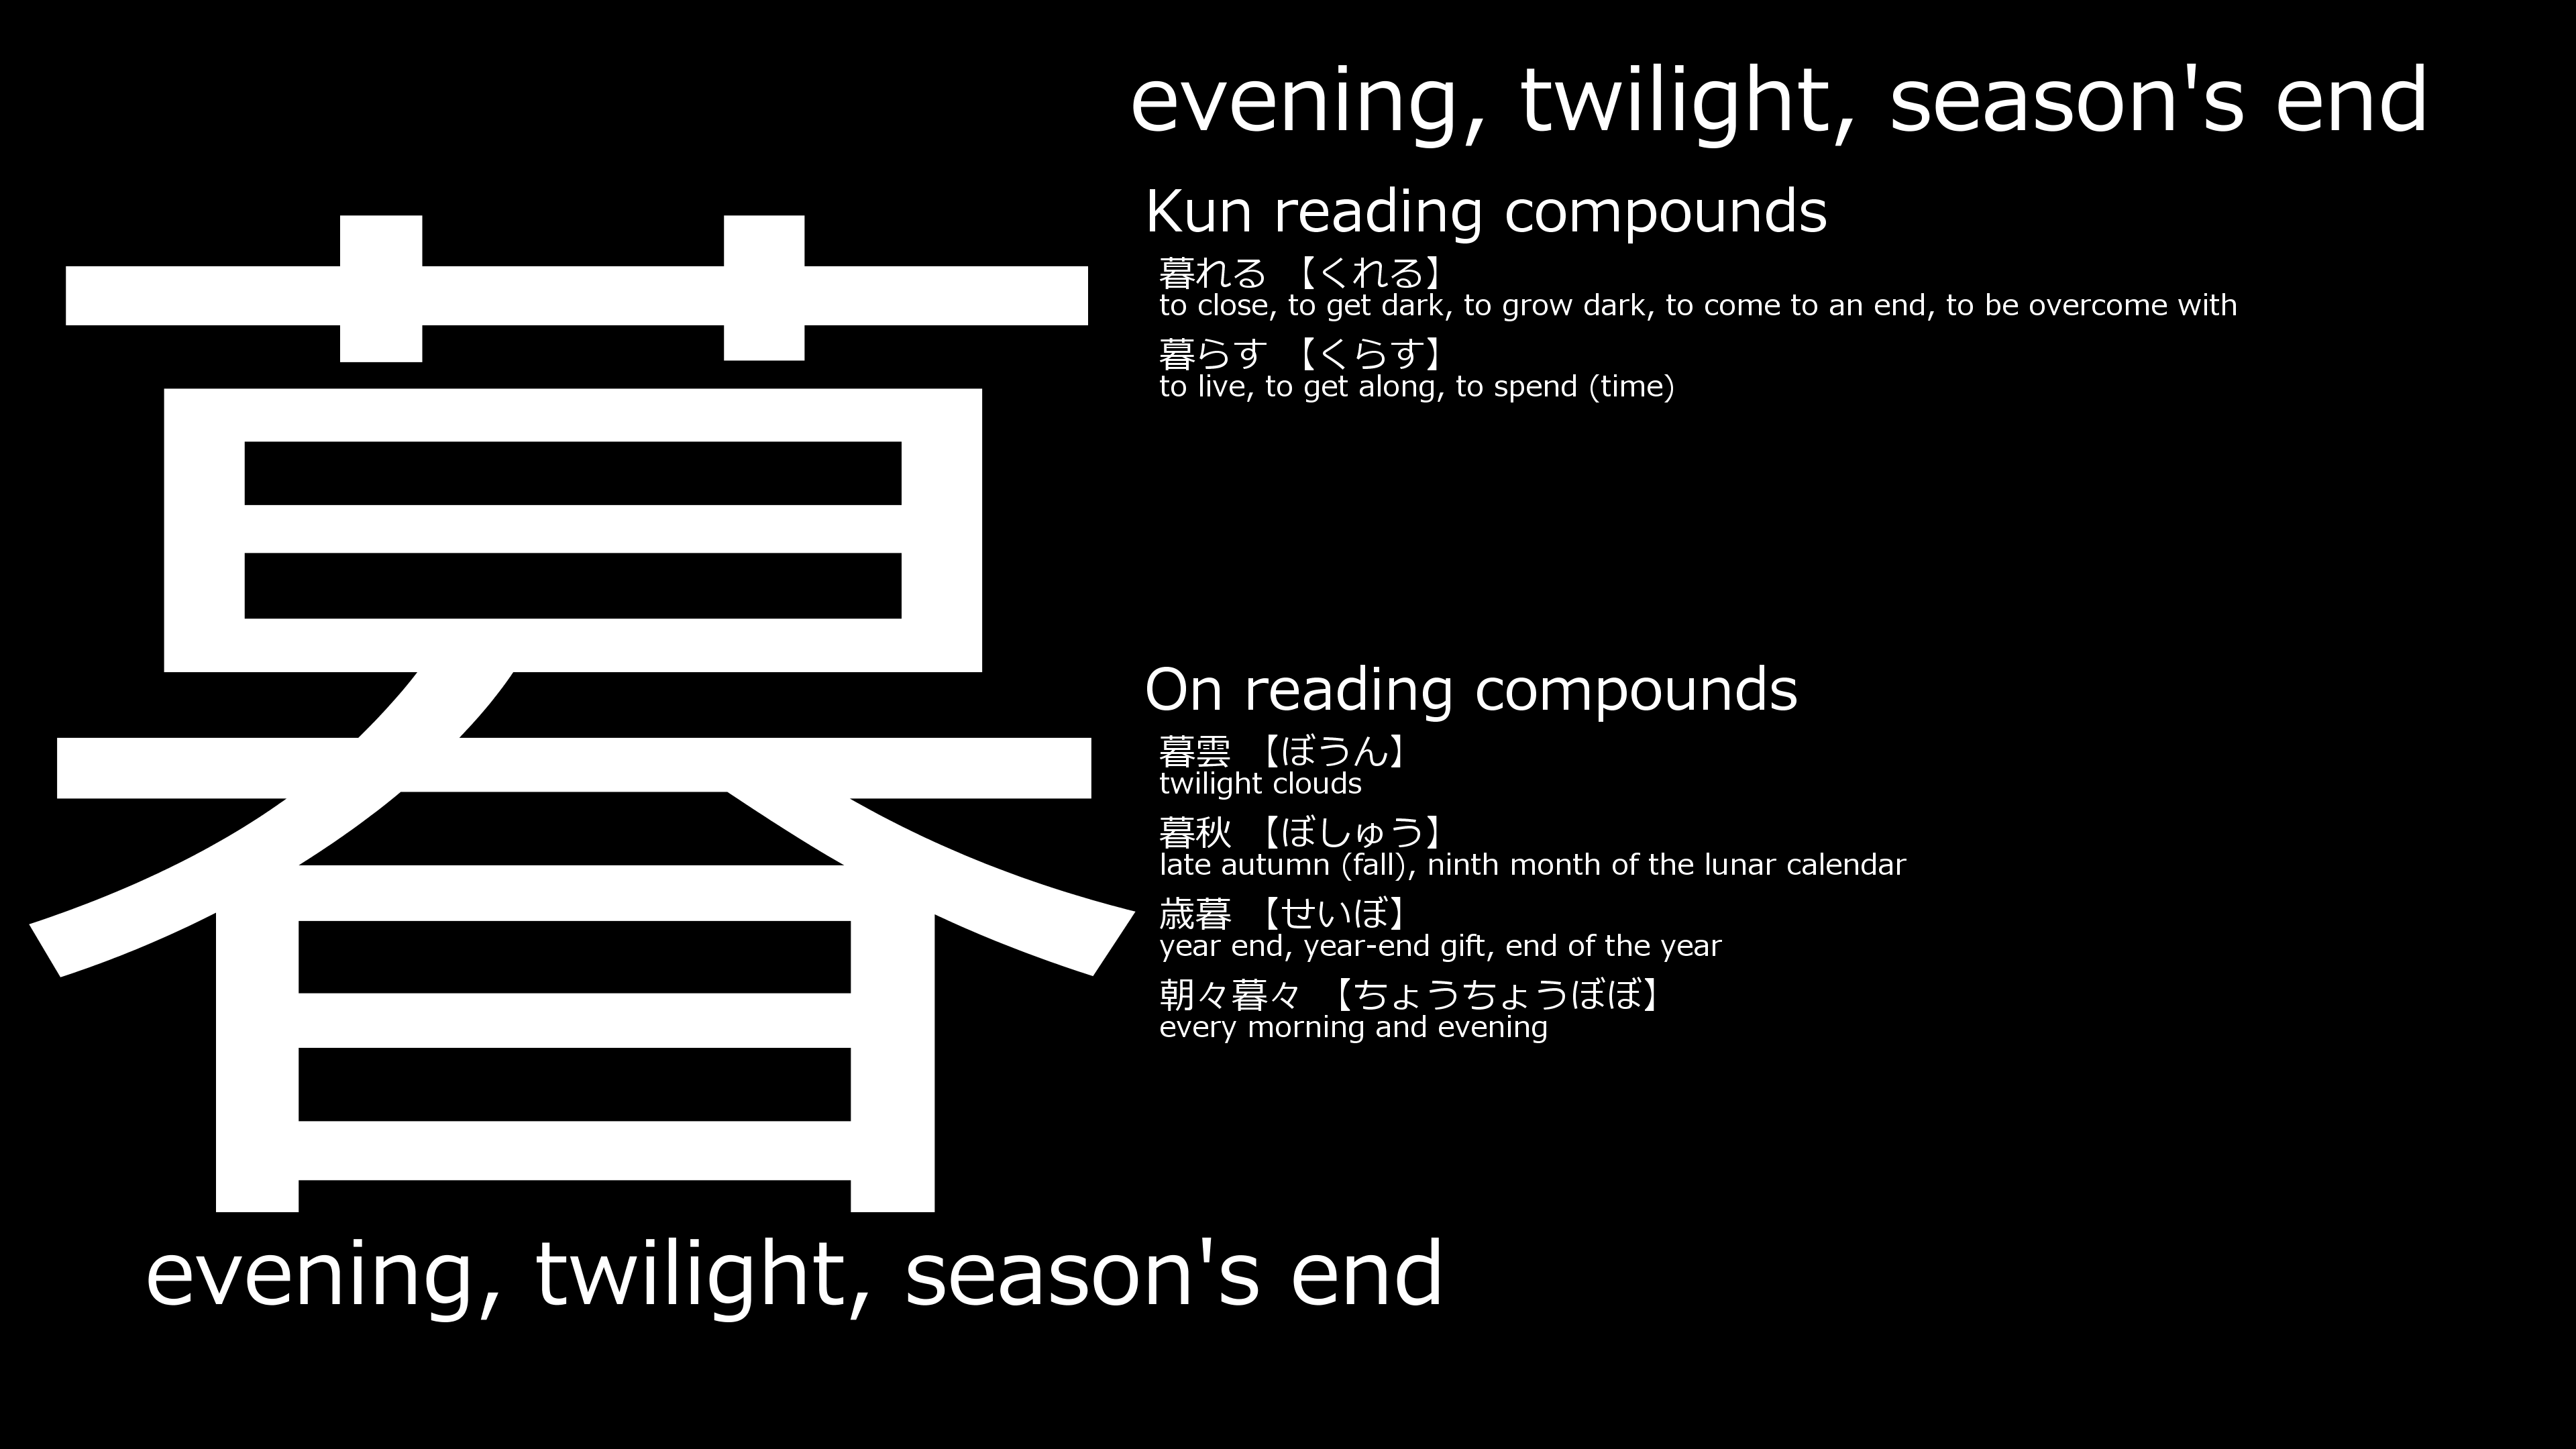 暮
evening, twilight, season's end
evening, twilight, season's end
Kun reading compounds
暮れる 【くれる】
to close, to get dark, to grow dark, to come to an end, to be overcome with
暮らす 【くらす】
to live, to get along, to spend (time)
On reading compounds
暮雲 【ぼうん】
twilight clouds
暮秋 【ぼしゅう】
late autumn (fall), ninth month of the lunar calendar
歳暮 【せいぼ】
year end, year-end gift, end of the year
朝々暮々 【ちょうちょうぼぼ】
every morning and evening